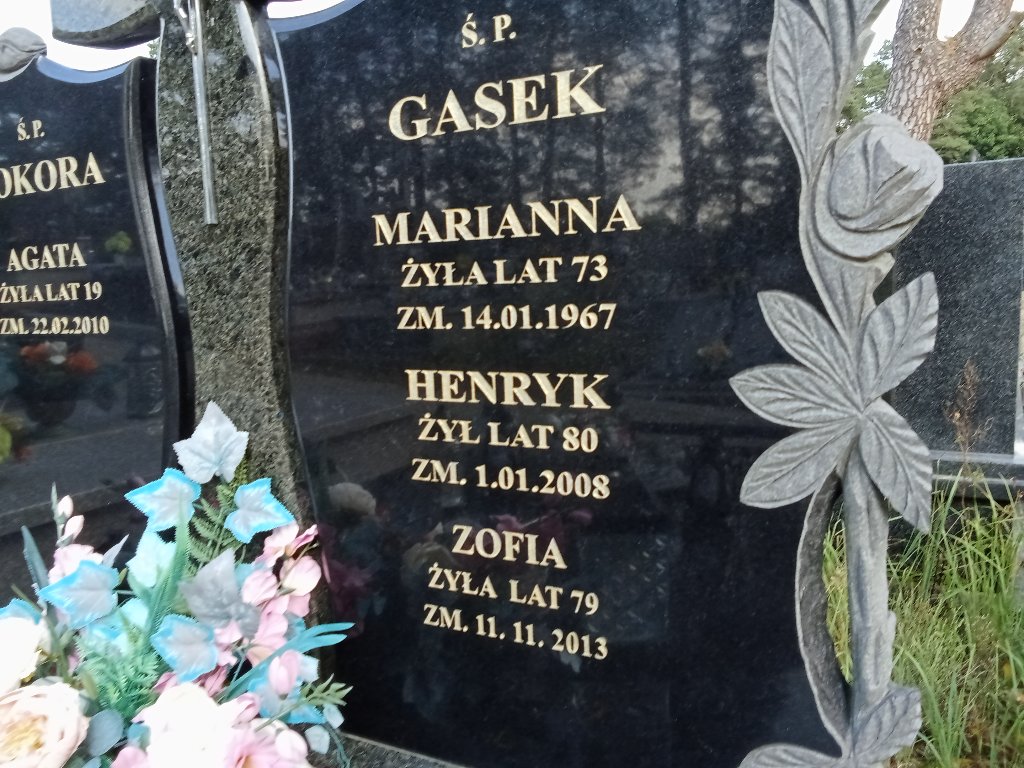 Ś. P.
OKORA
AGATA
ŻYŁA LAT 19
ZM. 22.02.2010
Ś. P.
GASEK
MARIANNA
ŻYŁA LAT 73
ZM. 14.01.1967
HENRYK
ŻYŁ LAT 80
ZM. 1.01.2008
ZOFIA
ŻYŁA LAT 79
ZM. 11. 11. 2013